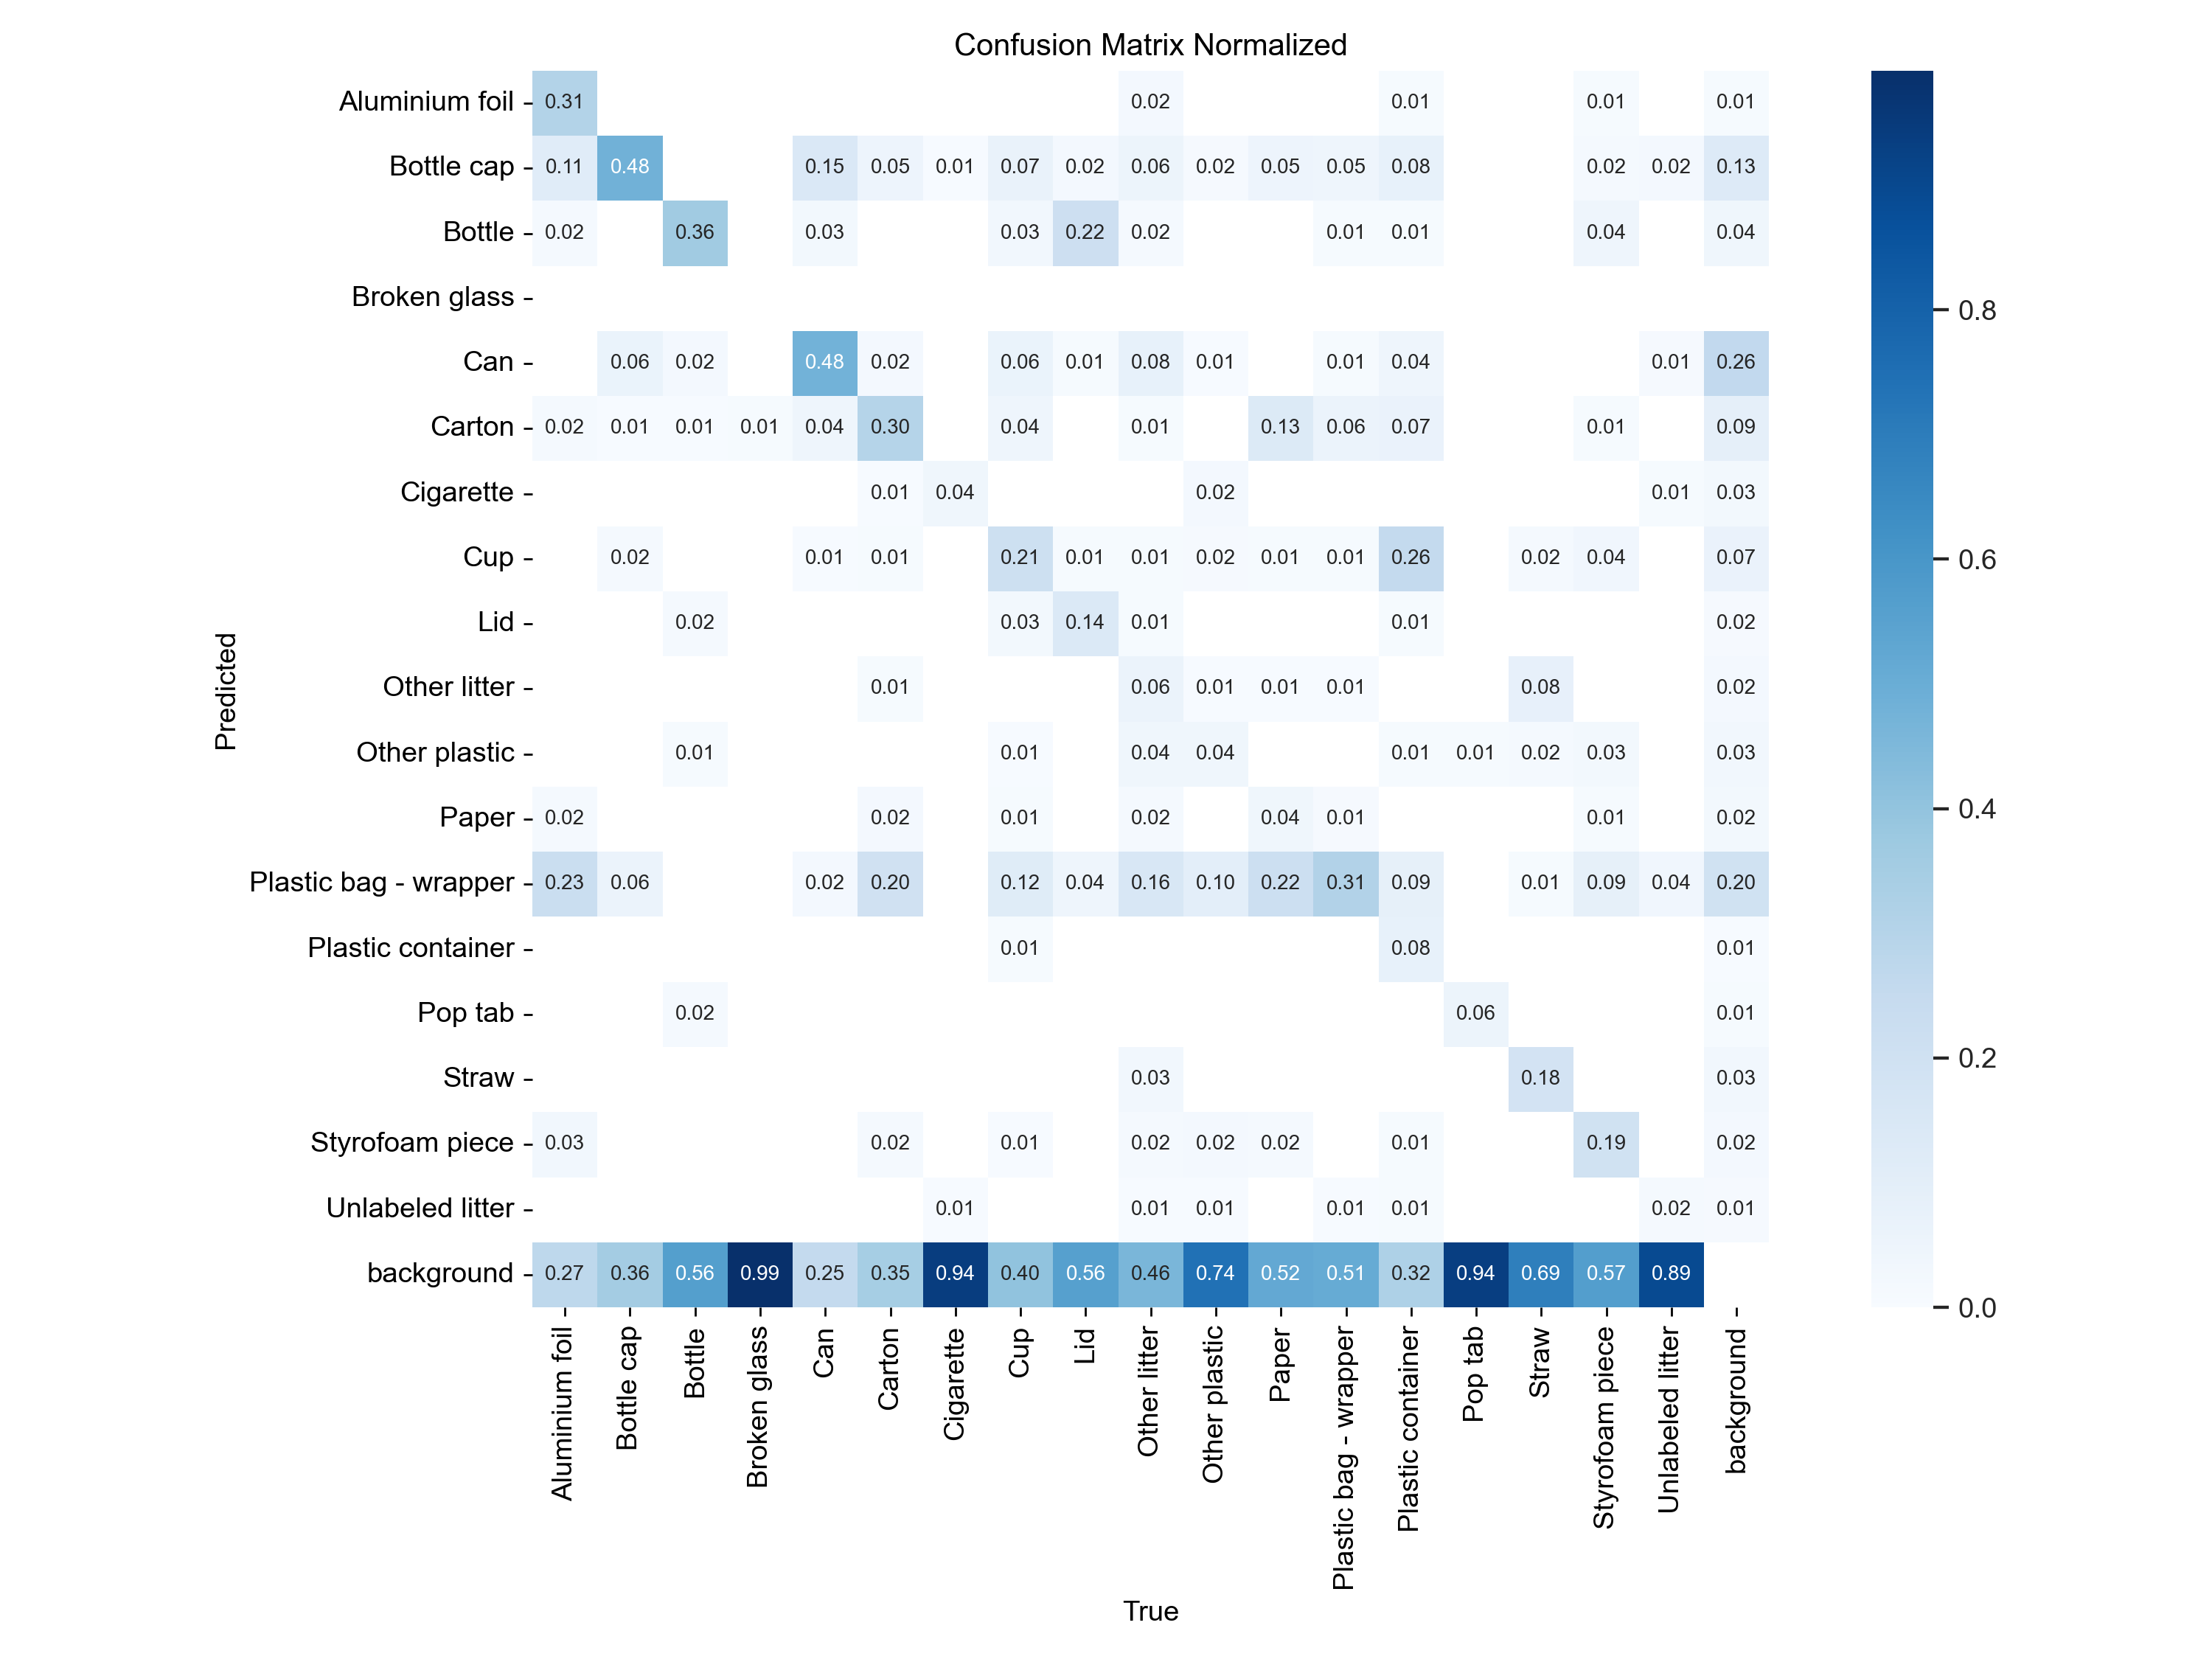 Confusion Matrix Normalized
Aluminium foil 0.31 0.02 0.01 0.01 0.01
Bottle cap 0.11 0.48 0.15 0.05 0.01 0.07 0.02 0.06 0.02 0.05 0.05 0.08 0.02 0.02 0.13
Bottle 0.02 0.36 0.03 0.03 0.22 0.02 0.01 0.01 0.04 0.04
Broken glass
0.8
Can 0.06 0.02 0.48 0.02 0.06 0.01 0.08 0.01 0.01 0.04 0.01 0.26
Carton 0.02 0.01 0.01 0.01 0.04 0.30 0.04 0.01 0.13 0.06 0.07 0.01 0.09
Cigarette 0.01 0.04 0.02 0.01 0.03
Cup 0.02 0.01 0.01 0.21 0.01 0.01 0.02 0.01 0.01 0.26 0.02 0.04 0.07
0.6
Lid 0.02 0.03 0.14 0.01 0.01 0.02
Predicted
Other litter 0.01 0.06 0.01 0.01 0.01 0.08 0.02
Other plastic 0.01 0.01 0.04 0.04 0.01 0.01 0.02 0.03 0.03
0.4
Paper 0.02 0.02 0.01 0.02 0.04 0.01 0.01 0.02
Plastic bag - wrapper 0.23 0.06 0.02 0.20 0.12 0.04 0.16 0.10 0.22 0.31 0.09 0.01 0.09 0.04 0.20
Plastic container 0.01 0.08 0.01
Pop tab 0.02 0.06 0.01
0.2
Straw 0.03 0.18 0.03
Styrofoam piece 0.03 0.02 0.01 0.02 0.02 0.02 0.01 0.19 0.02
Unlabeled litter 0.01 0.01 0.01 0.01 0.01 0.02 0.01
background 0.27 0.36 0.56 0.99 0.25 0.35 0.94 0.40 0.56 0.46 0.74 0.52 0.51 0.32 0.94 0.69 0.57 0.89
0.0
Aluminium foil
Bottle cap
Bottle
Broken glass
Can
Carton
Cigarette
Cup
Lid
Other litter
Other plastic
Paper
Plastic bag - wrapper
Plastic container
Pop tab
Straw
Styrofoam piece
Unlabeled litter
background
True